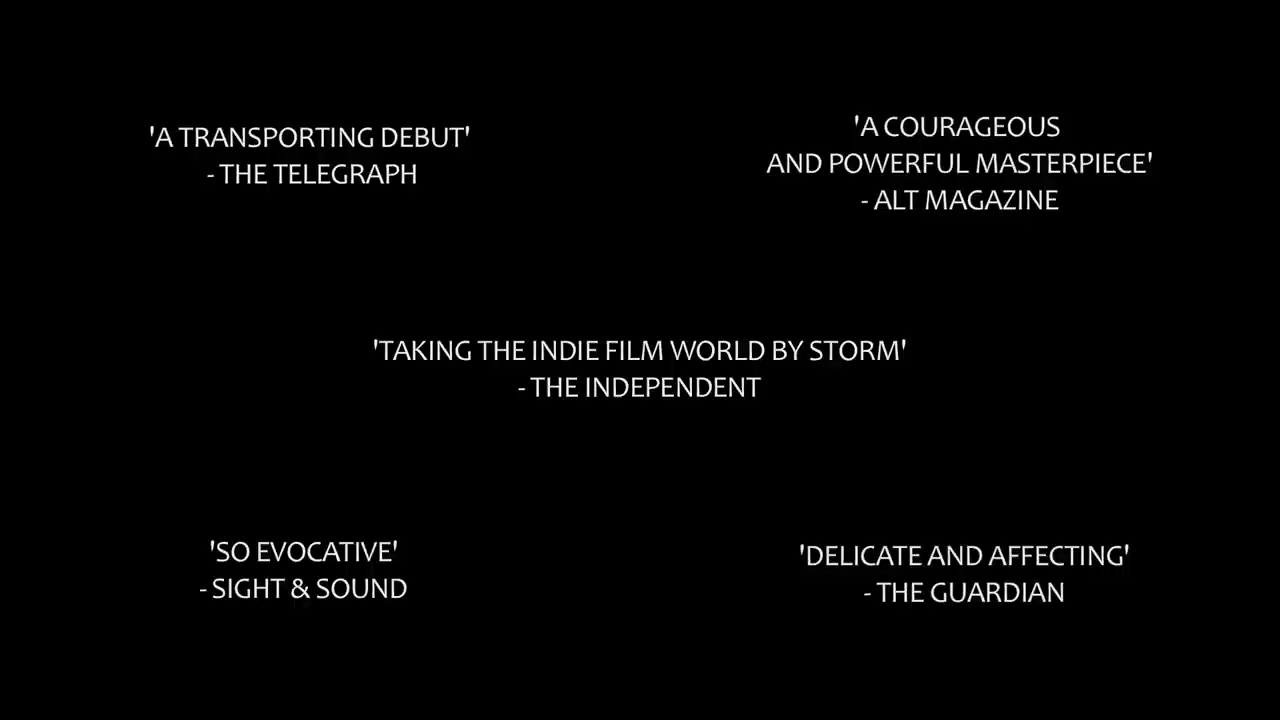 'A TRANSPORTING DEBUT'
- THE TELEGRAPH
'A COURAGEOUS
AND POWERFUL MASTERPIECE'
- ALT MAGAZINE
'TAKING THE INDIE FILM WORLD BY STORM'
- THE INDEPENDENT
'SO EVOCATIVE'
- SIGHT & SOUND
'DELICATE AND AFFECTING'
- THE GUARDIAN